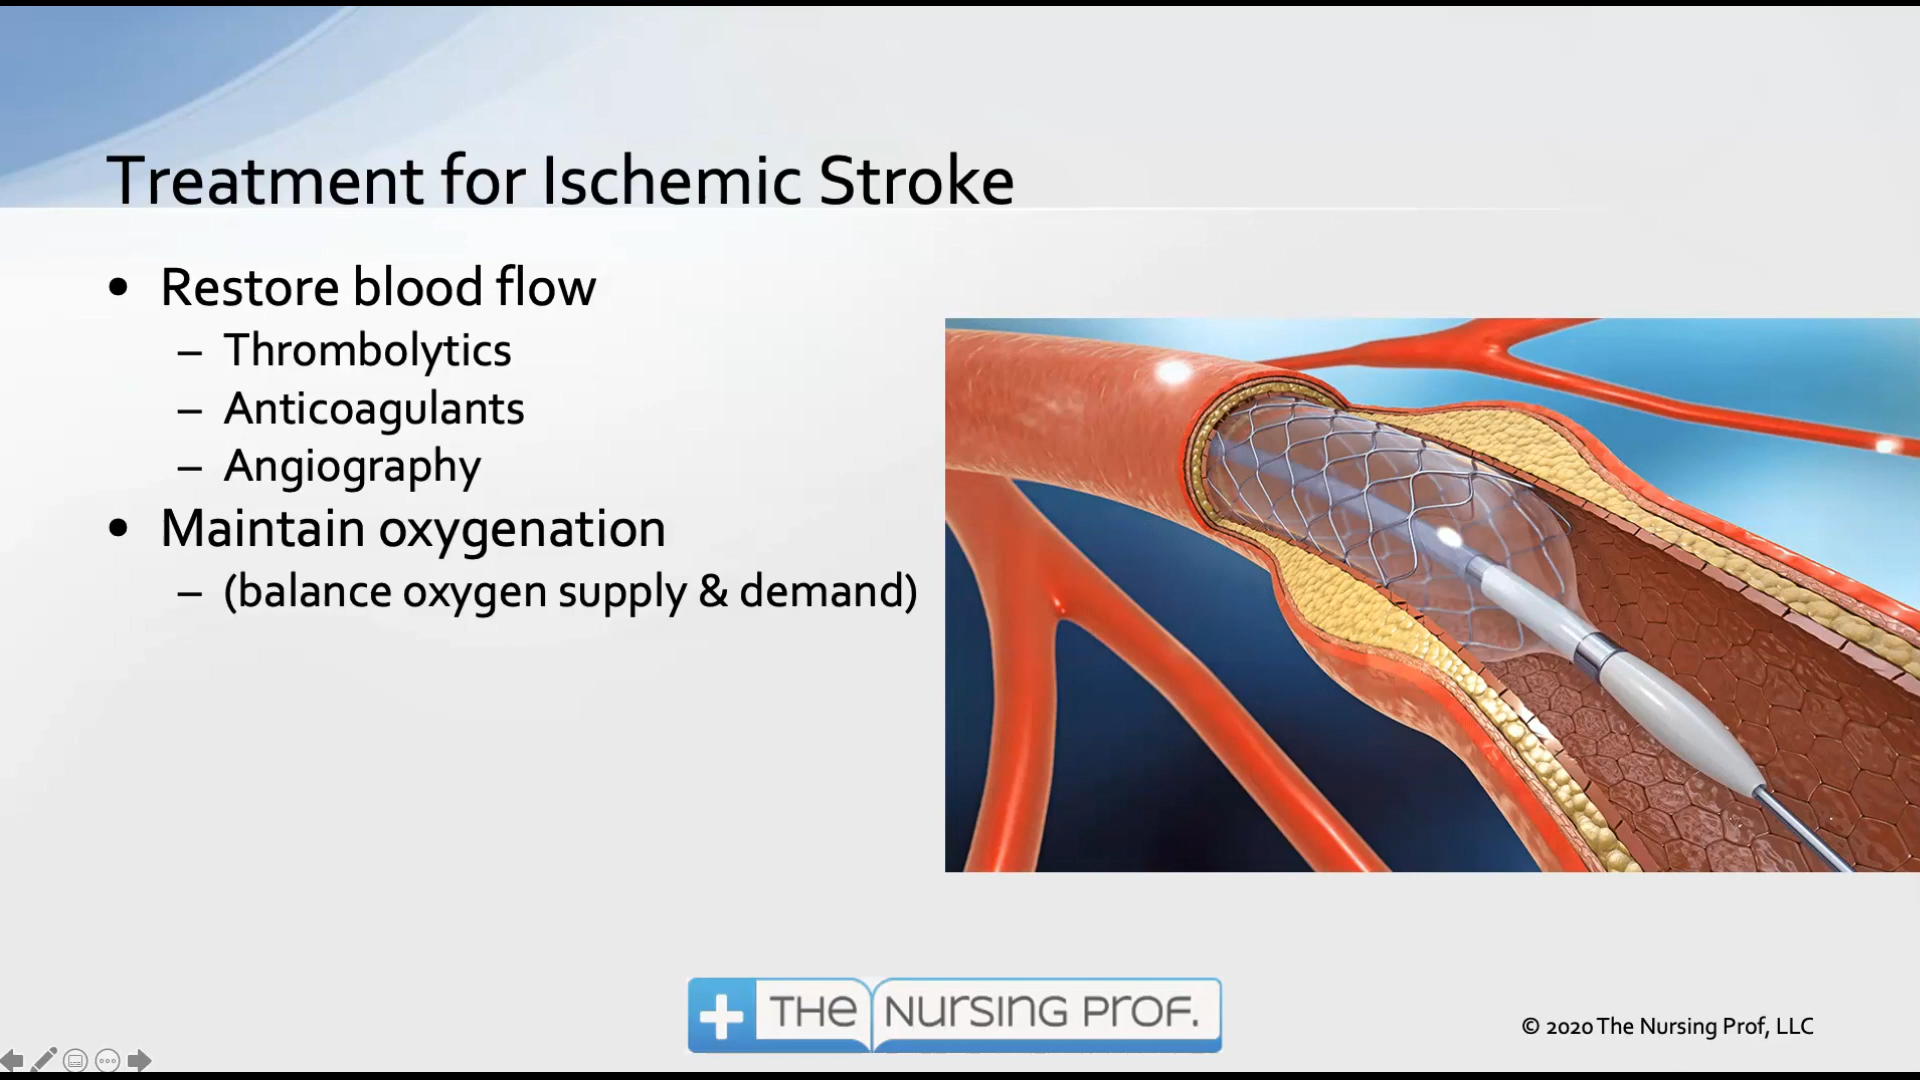 Treatment for Ischemic Stroke
• Restore blood flow
– Thrombolytics
– Anticoagulants
– Angiography
• Maintain oxygenation
– (balance oxygen supply & demand)
THE NURSING PROF.
© 2020 The Nursing Prof, LLC